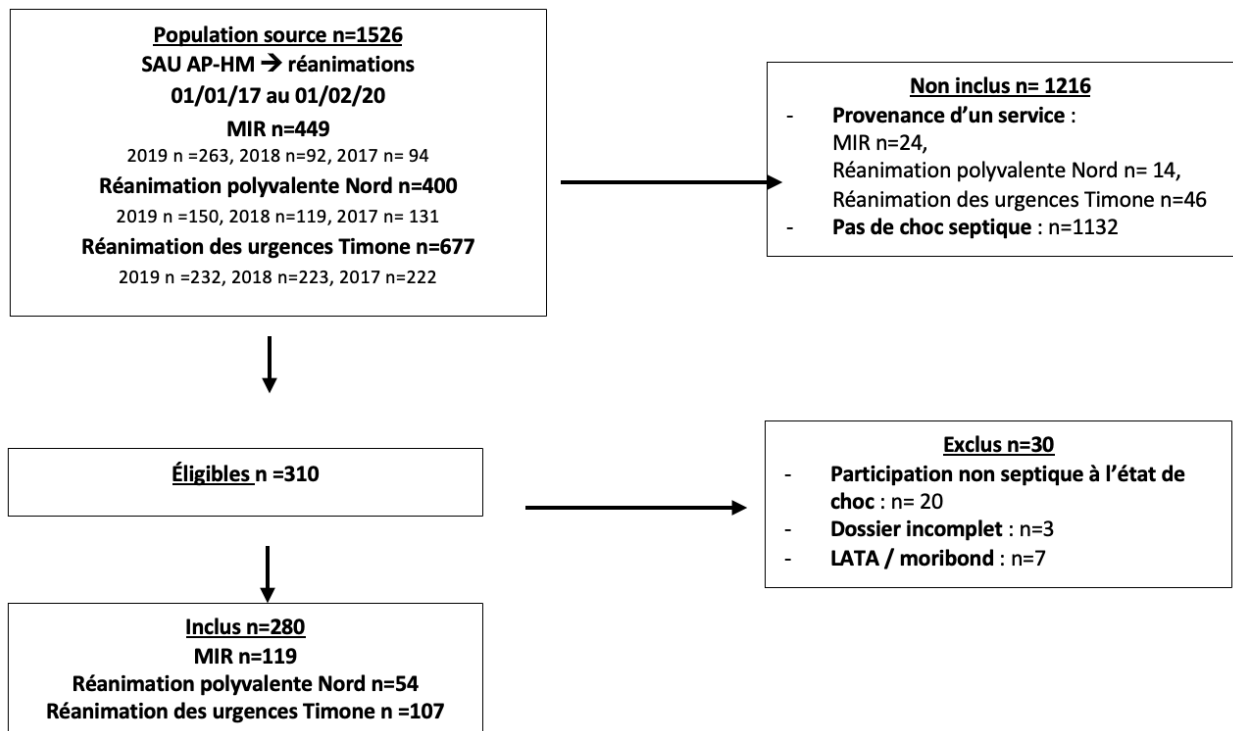 Population source n=1526
SAU AP-HM → réanimations
01/01/17 au 01/02/20
MIR n=449
2019 n =263, 2018 n=92, 2017 n= 94
Réanimation polyvalente Nord n=400
2019 n =150, 2018 n=119, 2017 n= 131
Réanimation des urgences Timone n=677
2019 n =232, 2018 n=223, 2017 n=222
Non inclus n= 1216
- Provenance d’un service :
MIR n=24,
Réanimation polyvalente Nord n= 14,
Réanimation des urgences Timone n=46
- Pas de choc septique : n=1132
Éligibles n =310
Exclus n=30
- Participation non septique à l’état de
choc : n= 20
- Dossier incomplet : n=3
- LATA / moribond : n=7
Inclus n=280
MIR n=119
Réanimation polyvalente Nord n=54
Réanimation des urgences Timone n =107